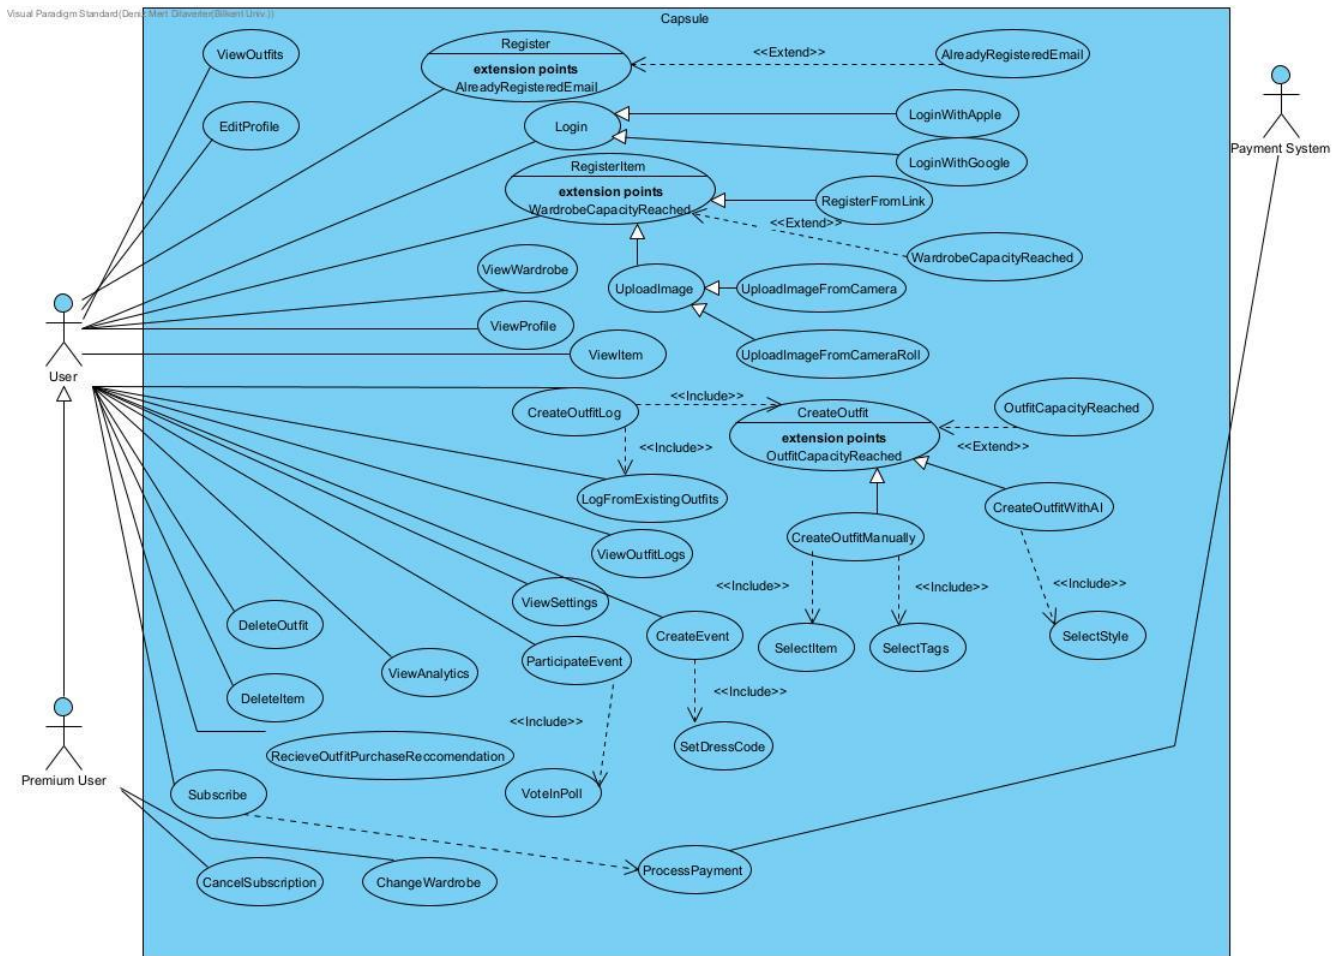 Visual Paradigm Standard(Deniz Mert Dilaverler(Bilkent Univ.))
Capsule
ViewOutfits
Register
extension points
AlreadyRegisteredEmail
<<Extend>>
AlreadyRegisteredEmail
EditProfile
Login
LoginWithApple
LoginWithGoogle
Payment System
RegisterItem
extension points
WardrobeCapacityReached
RegisterFromLink
<<Extend>>
WardrobeCapacityReached
ViewWardrobe
UploadImage
UploadImageFromCamera
ViewProfile
ViewItem
UploadImageFromCameraRoll
User
CreateOutfitLog
<<Include>>
CreateOutfit
extension points
OutfitCapacityReached
OutfitCapacityReached
<<Extend>>
<<Include>>
LogFromExistingOutfits
CreateOutfitWithAI
CreateOutfitManually
ViewOutfitLogs
<<Include>>
<<Include>>
<<Include>>
ViewSettings
DeleteOutfit
CreateEvent
SelectItem
SelectTags
SelectStyle
ViewAnalytics
ParticipateEvent
DeleteItem
<<Include>>
<<Include>>
SetDressCode
RecieveOutfitPurchaseReccomendation
Premium User
Subscribe
VoteInPoll
CancelSubscription
ChangeWardrobe
ProcessPayment